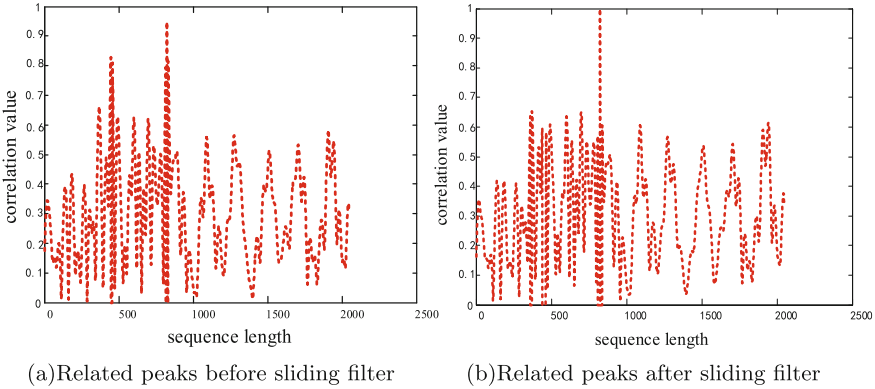 1
0. 9
0. 8
0. 7
0. 6
0. 5
0. 4
0. 3
0. 2
0. 1
0
correlation value
0 500 1000 1500 2000 2500
sequence length
(a)Related peaks before sliding filter
1
0. 9
0. 8
0. 7
0. 6
0. 5
0. 4
0. 3
0. 2
0. 1
0
correlation value
0 500 1000 1500 2000 2500
sequence length
(b)Related peaks after sliding filter